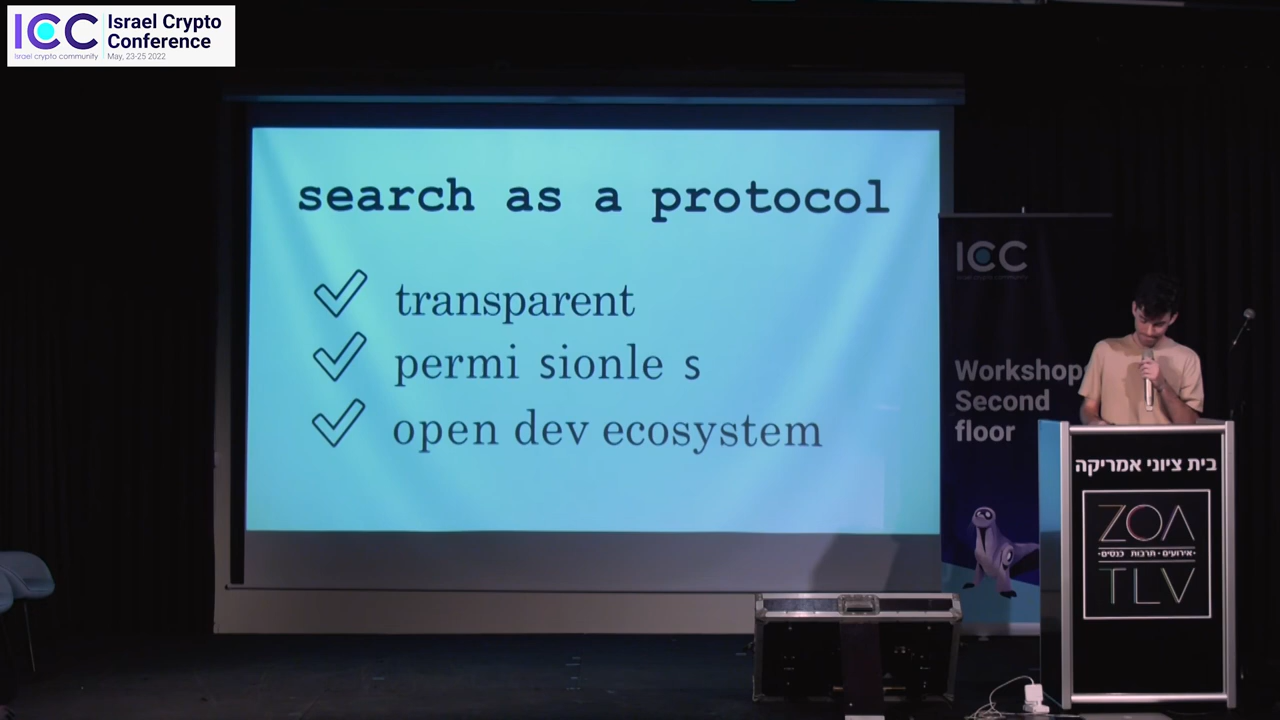 ICC
Israel crypto community
Israel Crypto
Conference
May, 23-25 2022
search as a protocol
transparent
permi sionle s
open dev ecosystem
ICC
Workshop
Second
floor
בית ציוני אמריקה
ZOA
אירועים • תרבות • כנסים
TLV